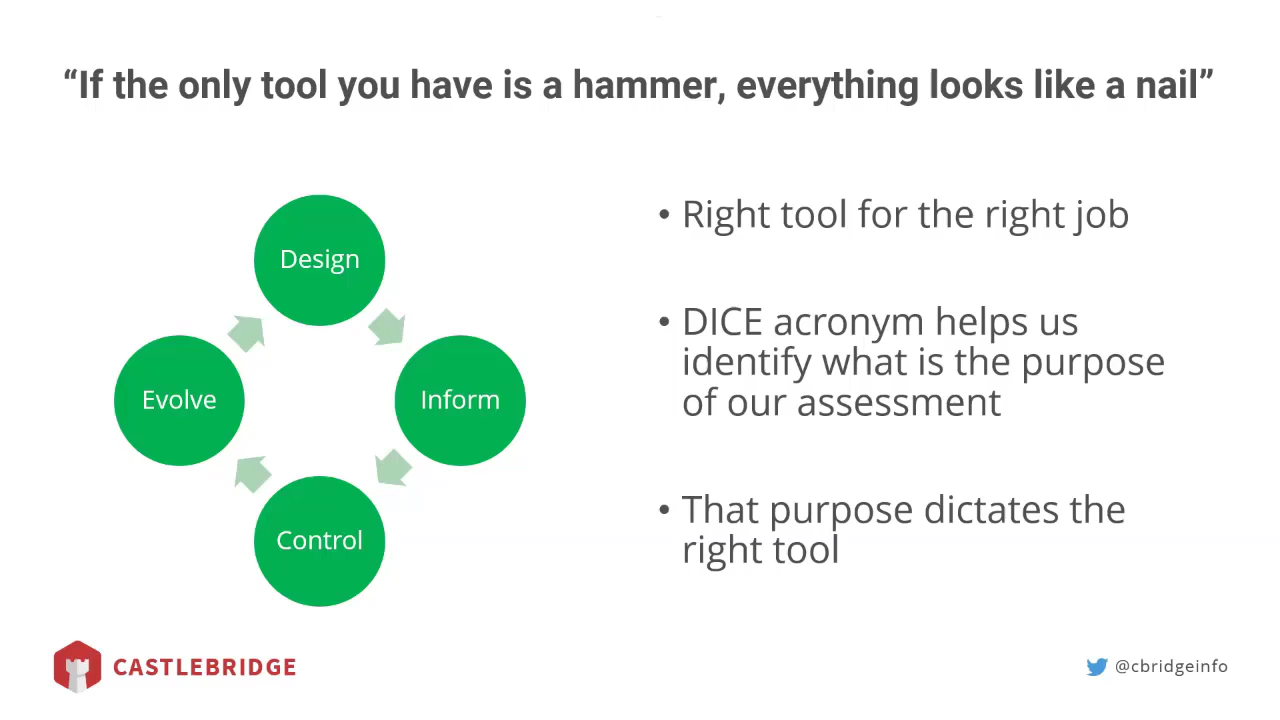 “If the only tool you have is a hammer, everything looks like a nail”
Design
Inform
Control
Evolve
• Right tool for the right job
• DICE acronym helps us
identify what is the purpose
of our assessment
• That purpose dictates the
right tool
CASTLEBRIDGE
@cbridgeinfo